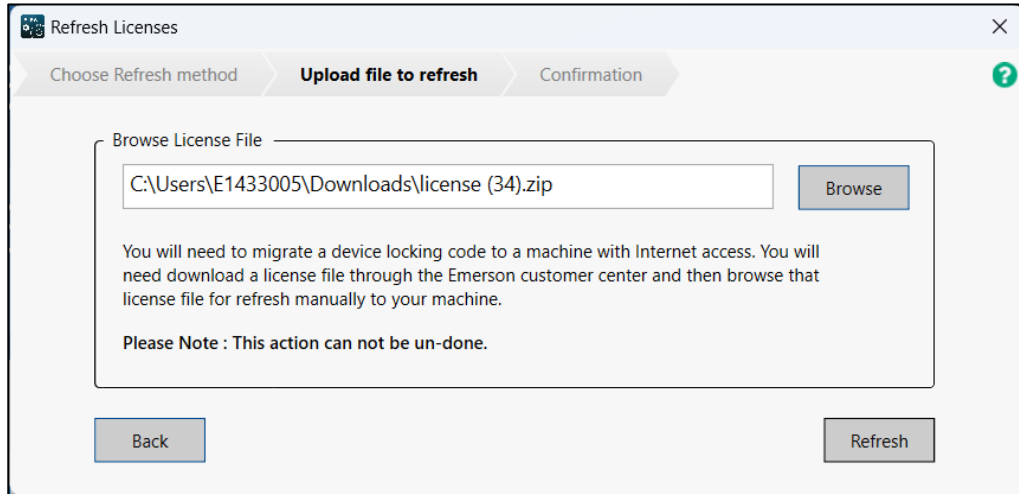 Refresh Licenses
Choose Refresh method
Upload file to refresh
Confirmation
?
Browse License File
C:\Users\E1433005\Downloads\license (34).zip
Browse
You will need to migrate a device locking code to a machine with Internet access. You will
need download a license file through the Emerson customer center and then browse that
license file for refresh manually to your machine.
Please Note : This action can not be un-done.
Back
Refresh